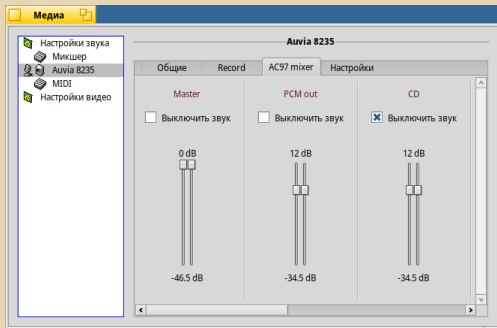 Медиа
Настройки звука
Микшер
Auvia 8235
MIDI
Настройки видео
Auvia 8235
Общие Record AC97 mixer Настройки
Master PCM out CD
Выключить звук Выключить звук Выключить звук
0 dB 12 dB 12 dB
-46.5 dB -34.5 dB -34.5 dB